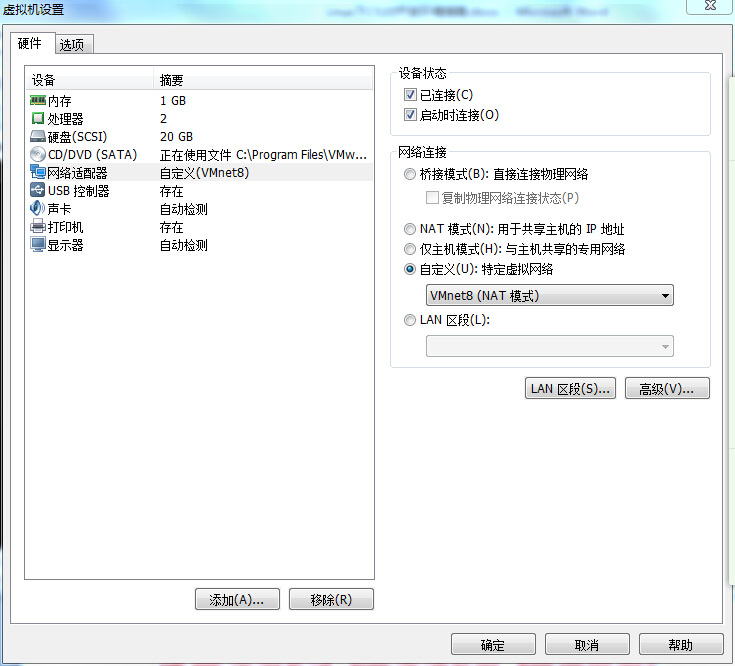 虚拟机设置
硬件 选项
设备 摘要
内存 1 GB
处理器 2
硬盘(SCSI) 20 GB
CD/DVD (SATA) 正在使用文件 C:\Program Files\VMw...
网络适配器 自定义(VMnet8)
USB 控制器 存在
声卡 自动检测
打印机 存在
显示器 自动检测
添加(A)... 移除(R)
设备状态
已连接(C)
启动时连接(O)
网络连接
桥接模式(B): 直接连接物理网络
复制物理网络连接状态(P)
NAT 模式(N): 用于共享主机的 IP 地址
仅主机模式(H): 与主机共享的专用网络
自定义(U): 特定虚拟网络
VMnet8 (NAT 模式)
LAN 区段(L):
LAN 区段(S)... 高级(V)...
确定 取消 帮助